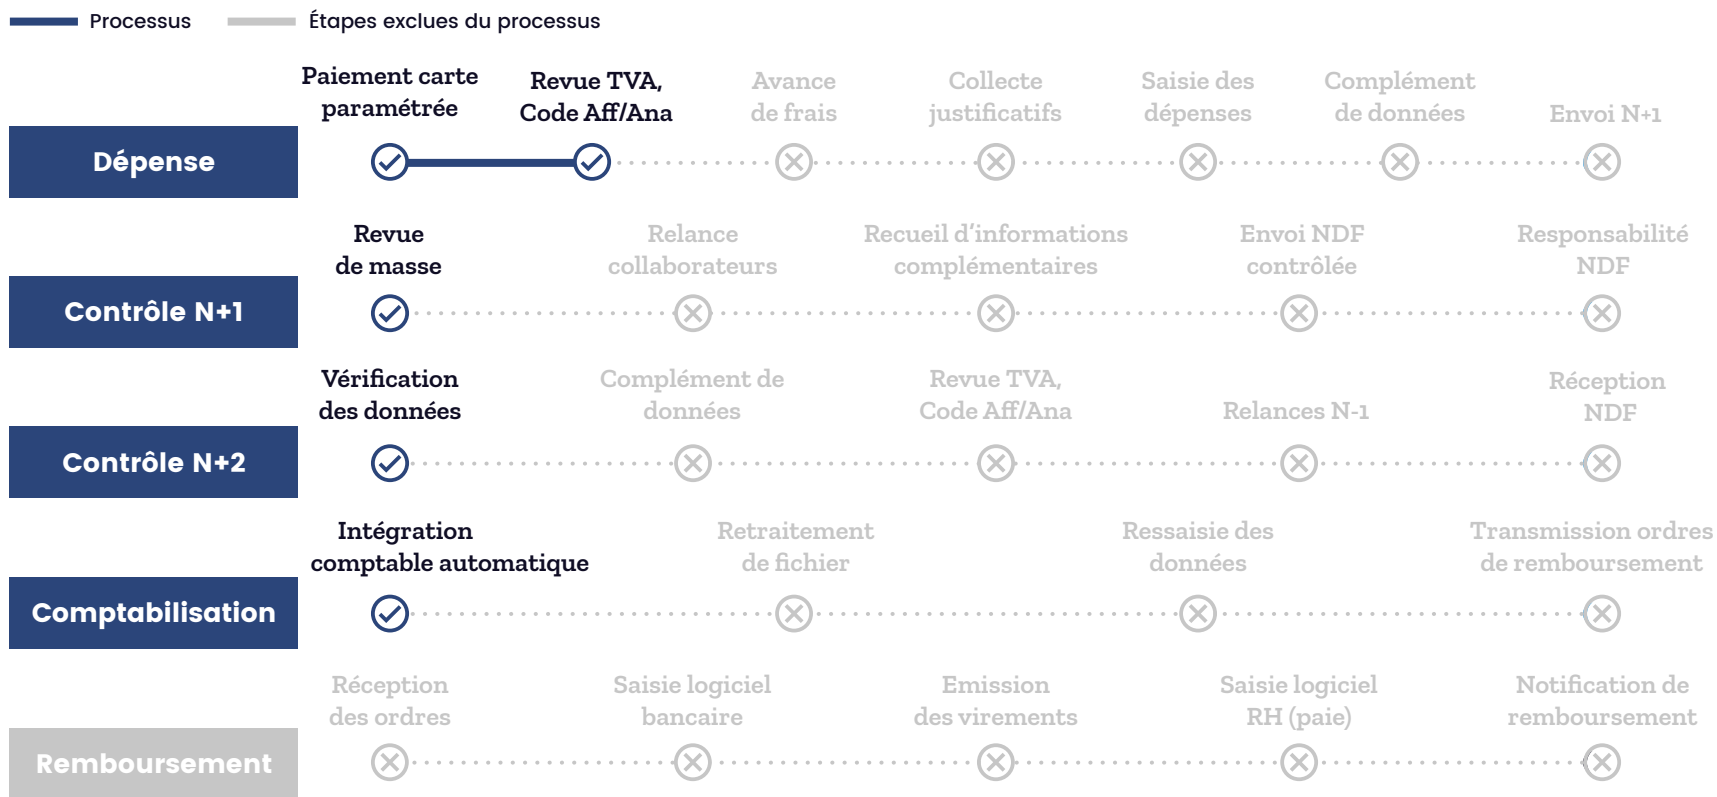 Processus
Étapes exclues du processus
Paiement carte
paramétrée
Revue TVA,
Code Aff/Ana
Avance
de frais
Collecte
justificatifs
Saisie des
dépenses
Complément
de données
Envoi N+1
Dépense
Revue
de masse
Relance
collaborateurs
Recueil d’informations
complémentaires
Envoi NDF
contrôlée
Responsabilité
NDF
Contrôle N+1
Vérification
des données
Complément de
données
Revue TVA,
Code Aff/Ana
Relances N-1
Réception
NDF
Contrôle N+2
Intégration
comptable automatique
Retraitement
de fichier
Ressaisie des
données
Transmission ordres
de remboursement
Comptabilisation
Réception
des ordres
Saisie logiciel
bancaire
Emission
des virements
Saisie logiciel
RH (paie)
Notification de
remboursement
Remboursement